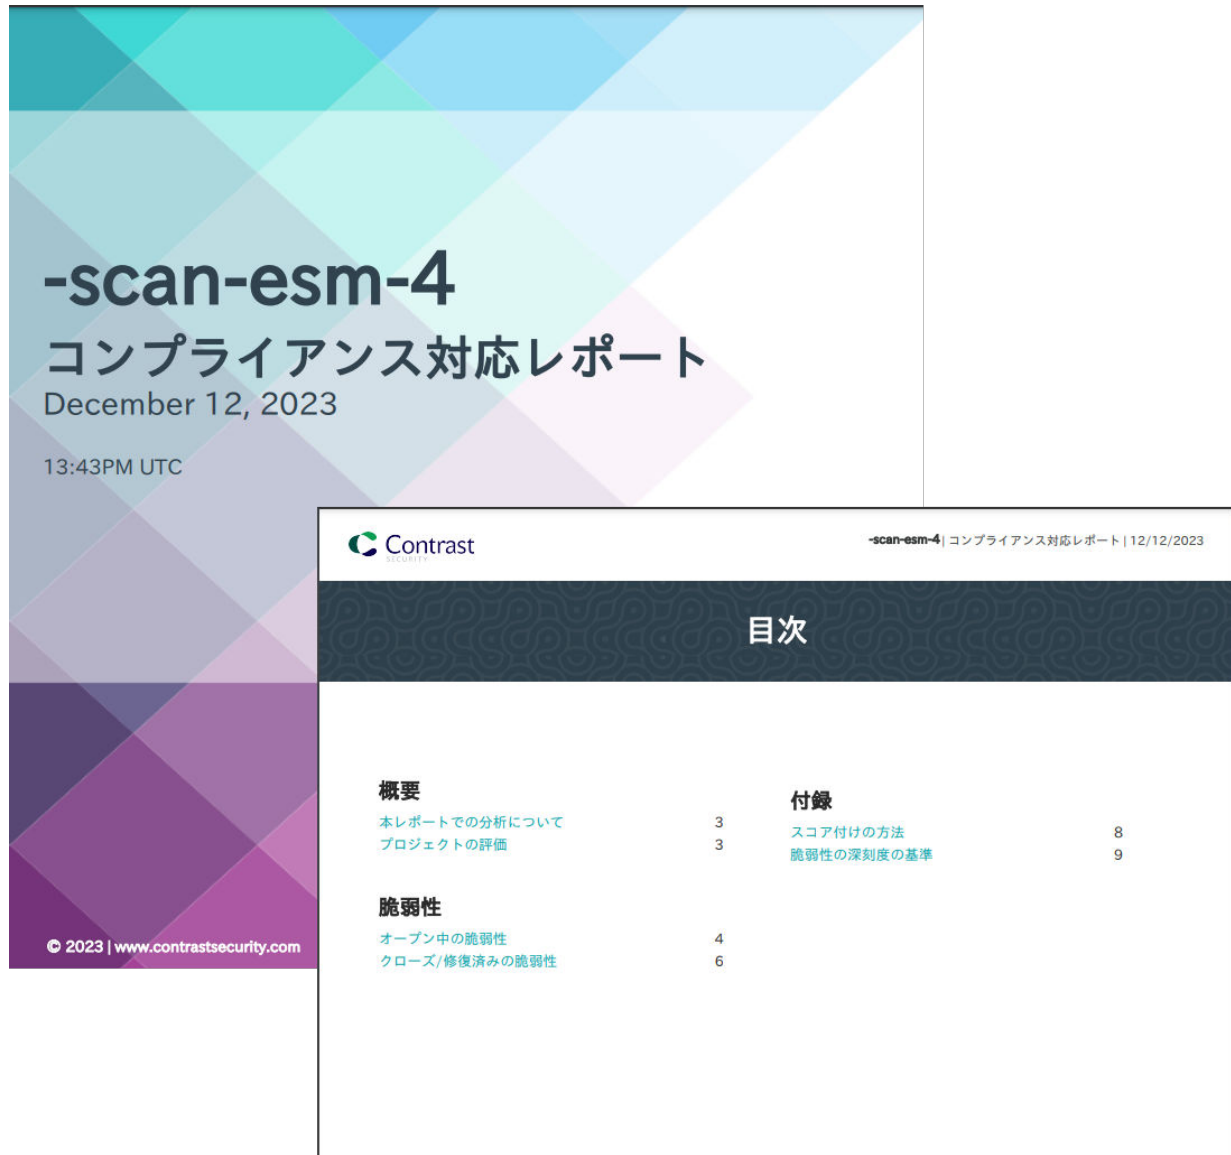 -scan-esm-4
コンプライアンス対応レポート
December 12, 2023
13:43PM UTC
© 2023 | www.contrastsecurity.com
Contrast
SECURITY
-scan-esm-4 | コンプライアンス対応レポート | 12/12/2023
目次
概要
本レポートでの分析について 3
プロジェクトの評価 3
脆弱性
オープン中の脆弱性 4
クローズ/修復済みの脆弱性 6
付録
スコア付けの方法 8
脆弱性の深刻度の基準 9